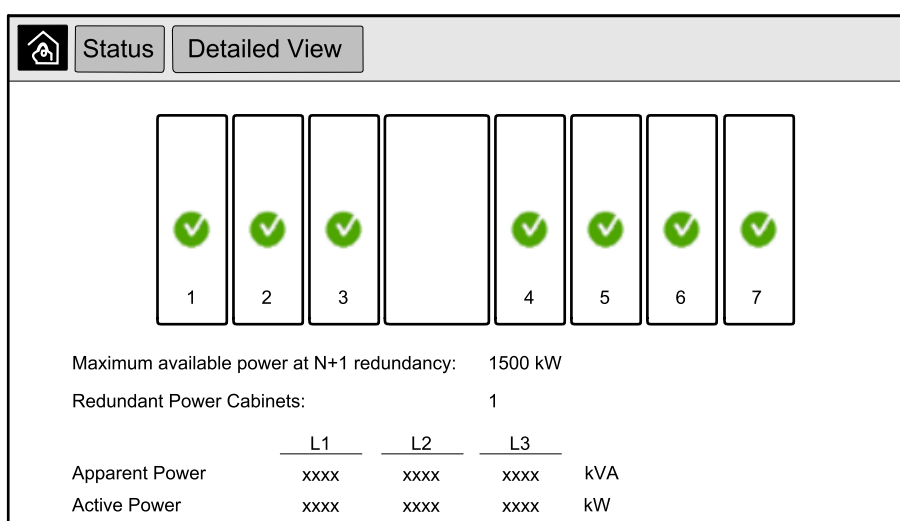 Status Detailed View
1 2 3 4 5 6 7
Maximum available power at N+1 redundancy: 1500 kW
Redundant Power Cabinets: 1
L1 L2 L3
Apparent Power xxxx xxxx xxxx kVA
Active Power xxxx xxxx xxxx kW